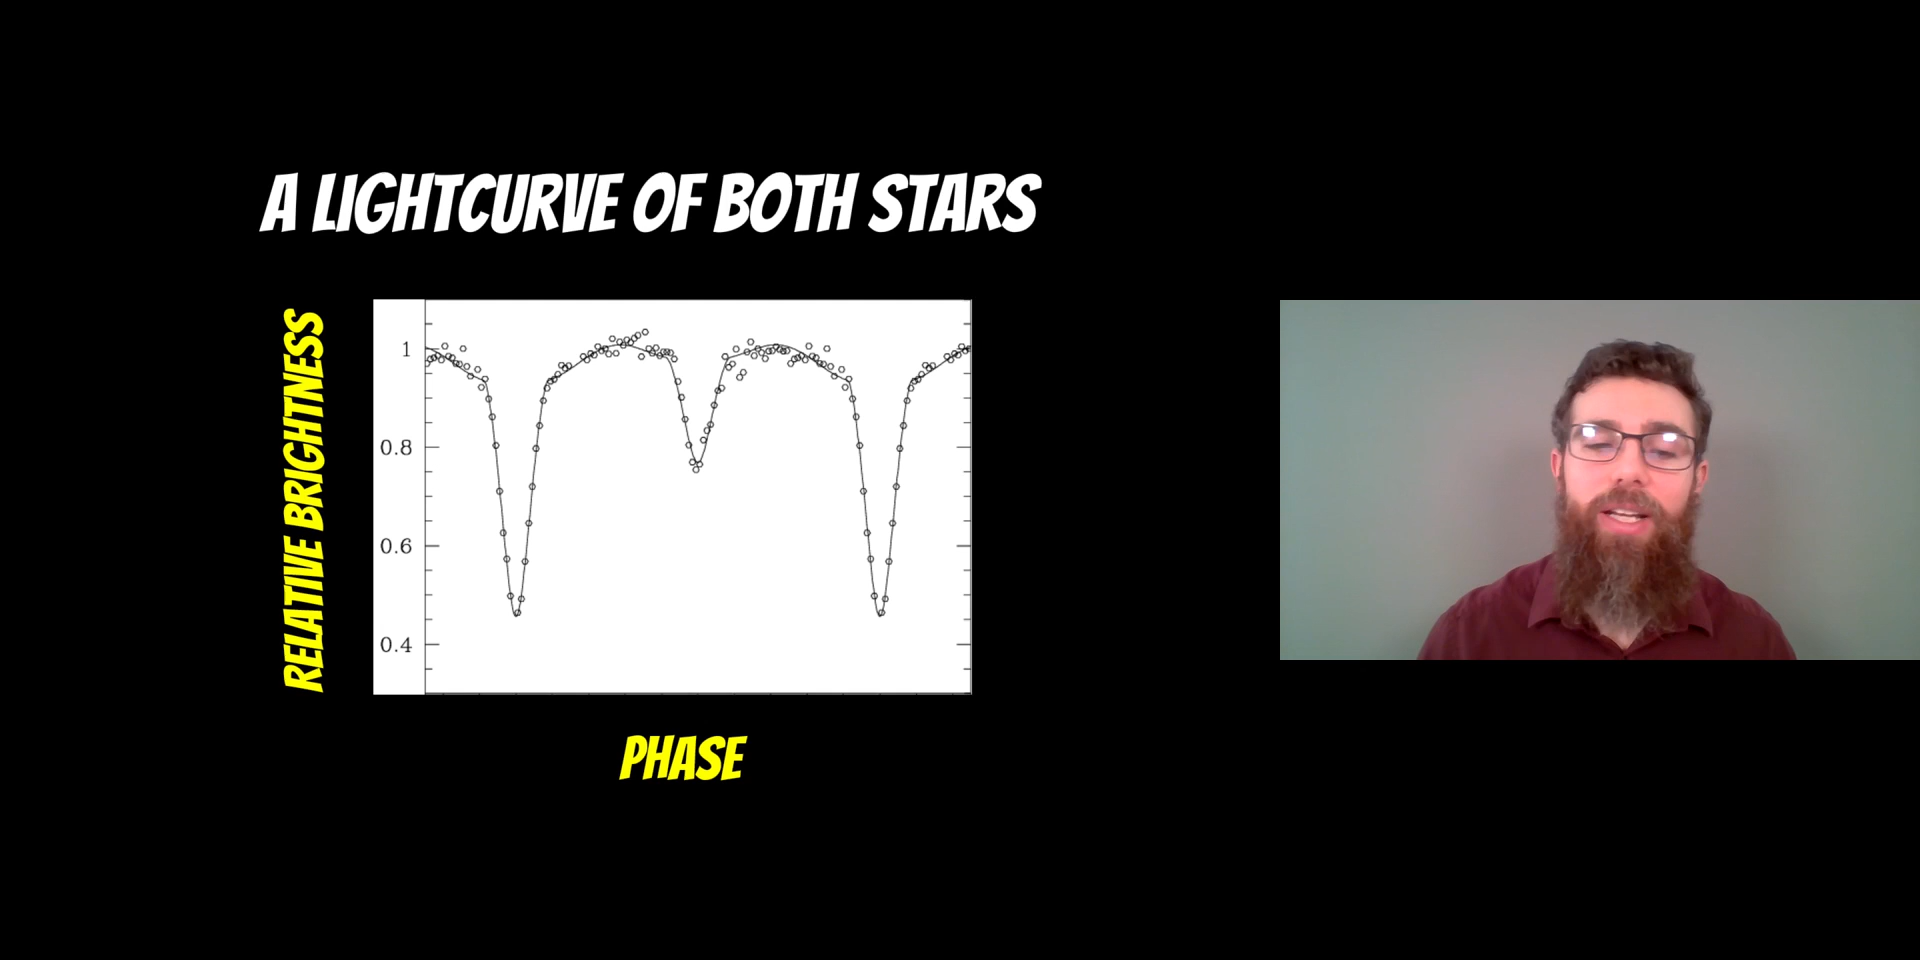 A LIGHTCURVE OF BOTH STARS
RELATIVE BRIGHTNESS
1
0.8
0.6
0.4
PHASE